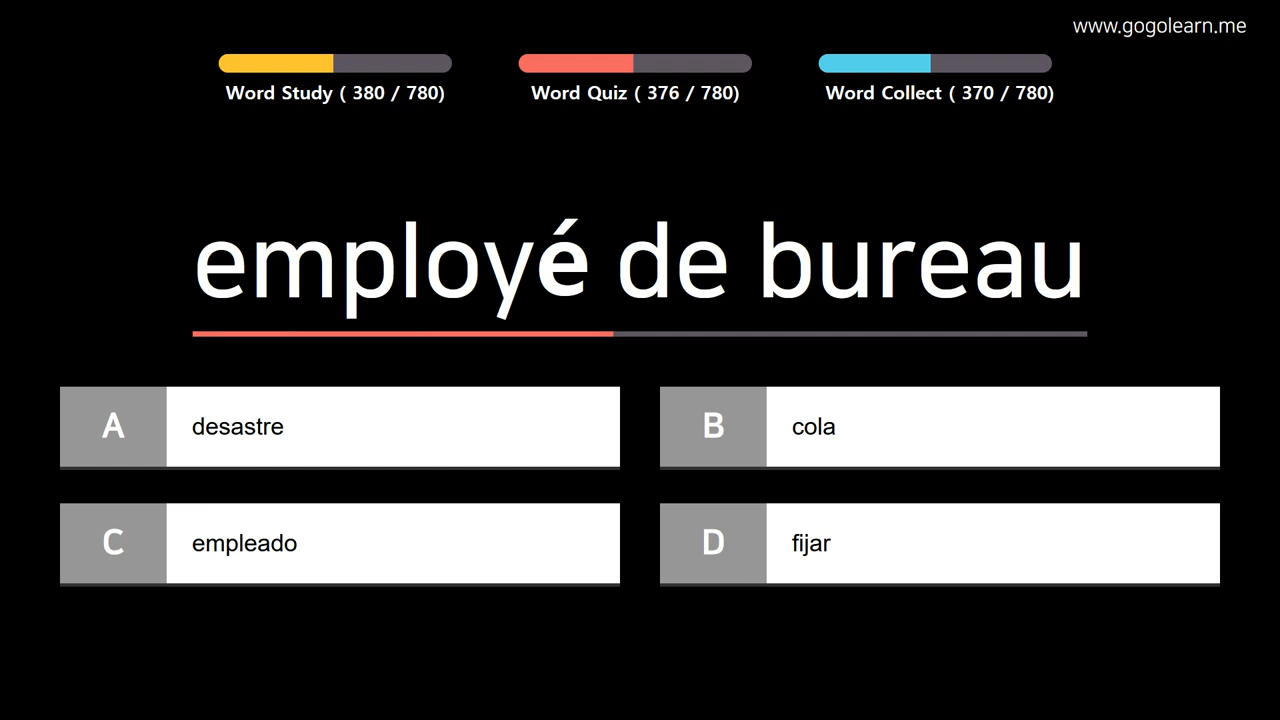 www.gogolearn.me
Word Study ( 380 / 780)
Word Quiz ( 376 / 780)
Word Collect ( 370 / 780)
employé de bureau
A desastre
B cola
C empleado
D fijar